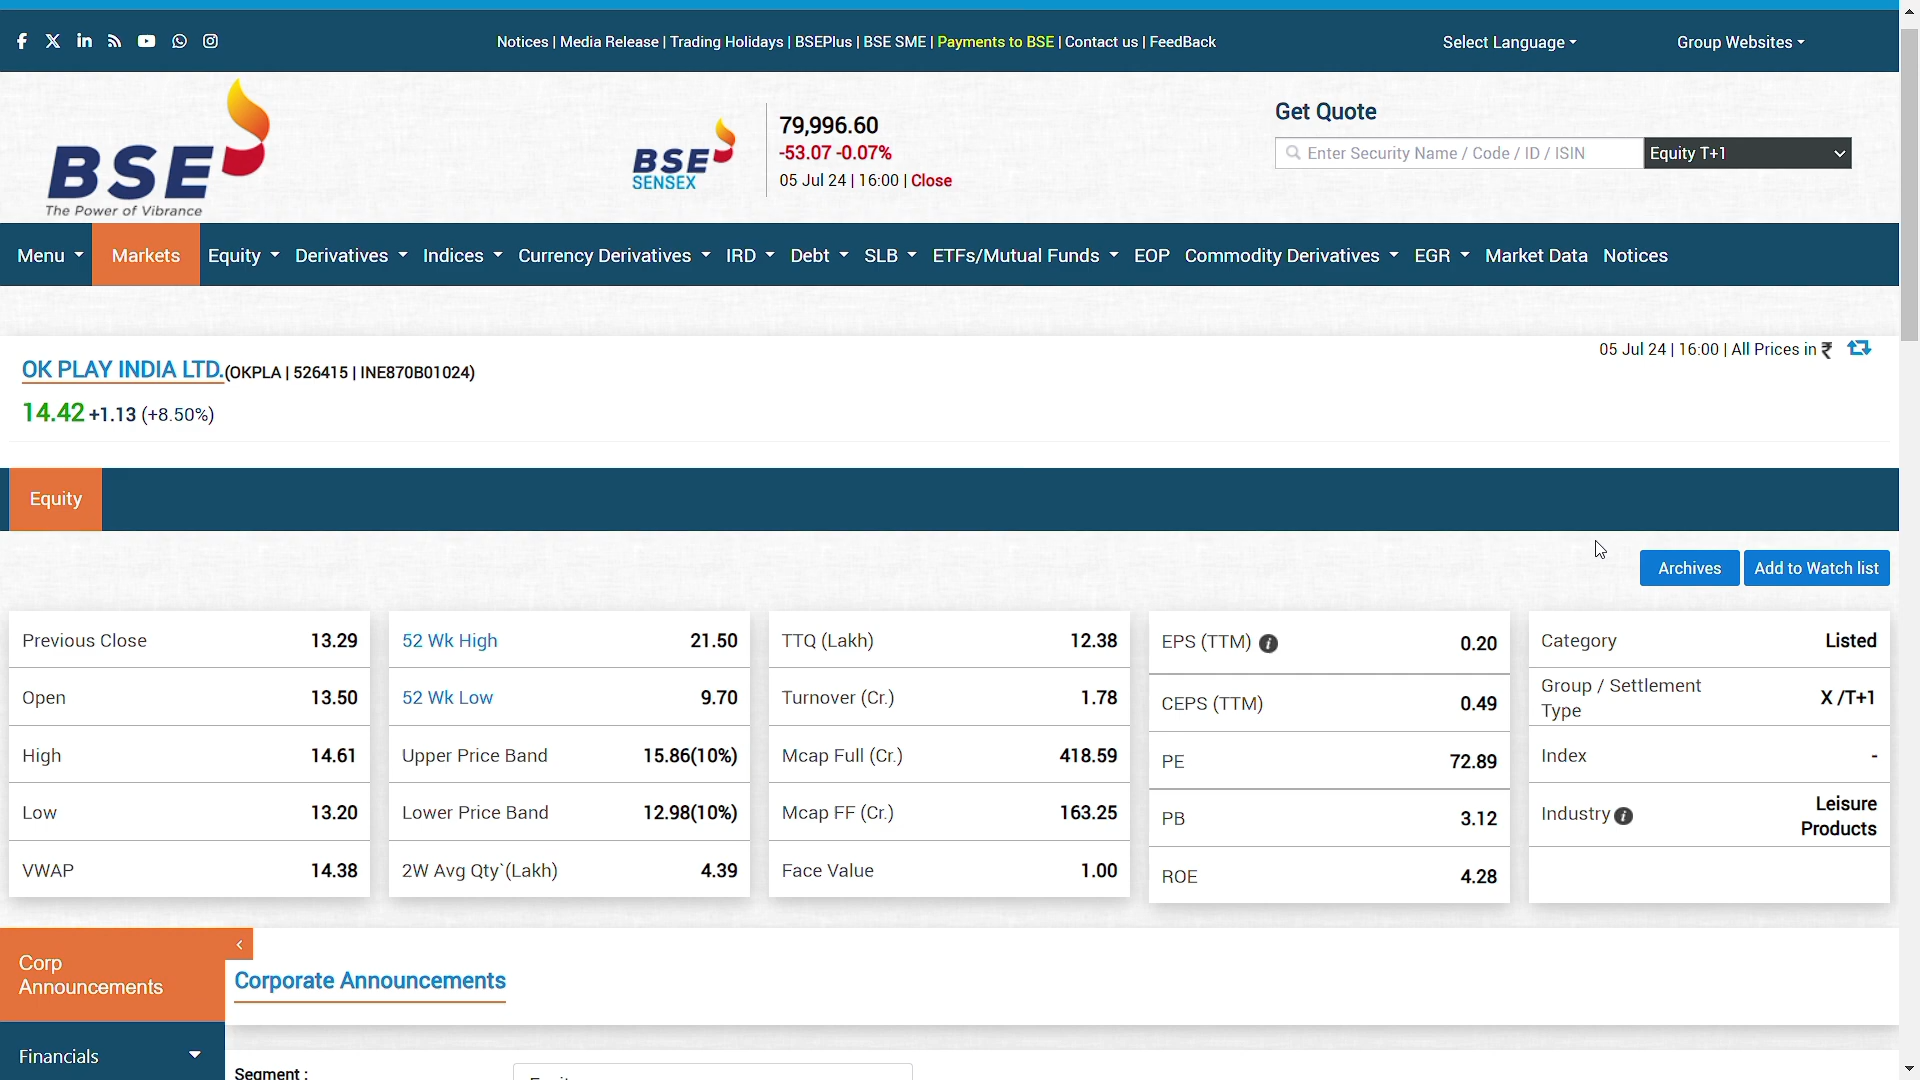 Notices | Media Release | Trading Holidays | BSEPlus | BSE SME | Payments to BSE | Contact us | FeedBack
Select Language
Group Websites
BSE
The Power of Vibrance
BSE
SENSEX
79,996.60
-53.07 -0.07%
05 Jul 24 | 16:00 | Close
Get Quote
Enter Security Name / Code / ID / ISIN
Equity T+1
Menu Markets Equity Derivatives Indices Currency Derivatives IRD Debt SLB ETFs/Mutual Funds EOP Commodity Derivatives EGR Market Data Notices
05 Jul 24 | 16:00 | All Prices in ₹
OK PLAY INDIA LTD.(OKPLA | 526415 | INE870B01024)
14.42 +1.13 (+8.50%)
Equity
Archives
Add to Watch list
Previous Close 13.29
Open 13.50
High 14.61
Low 13.20
VWAP 14.38
52 Wk High 21.50
52 Wk Low 9.70
Upper Price Band 15.86(10%)
Lower Price Band 12.98(10%)
2W Avg Qty`(Lakh) 4.39
TTQ (Lakh) 12.38
Turnover (Cr.) 1.78
Mcap Full (Cr.) 418.59
Mcap FF (Cr.) 163.25
Face Value 1.00
EPS (TTM) 0.20
CEPS (TTM) 0.49
PE 72.89
PB 3.12
ROE 4.28
Category Listed
Group / Settlement
Type X /T+1
Index -
Industry Leisure
Products
Corp
Announcements
Corporate Announcements
Financials
Segment :
Equity